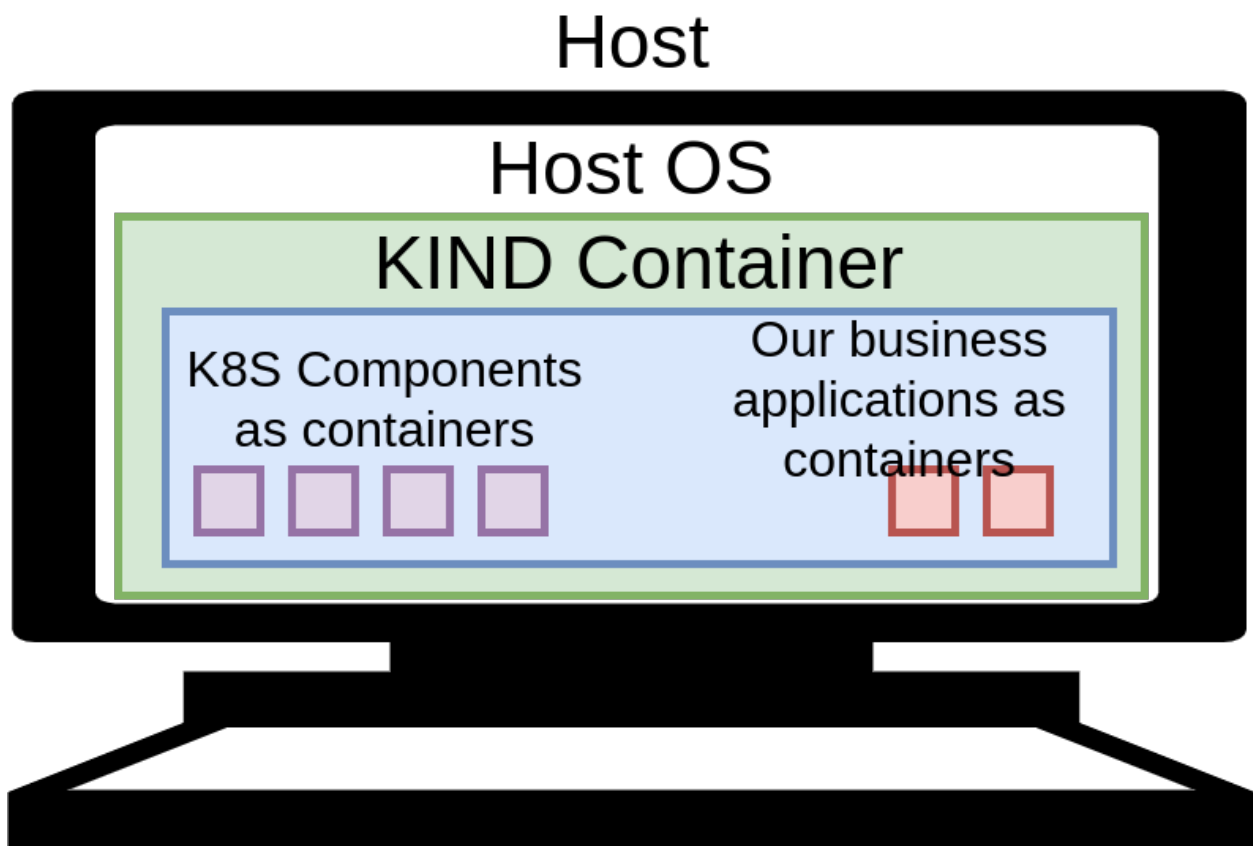 Host
Host OS
KIND Container
K8S Components
as containers
Our business
applications as
containers